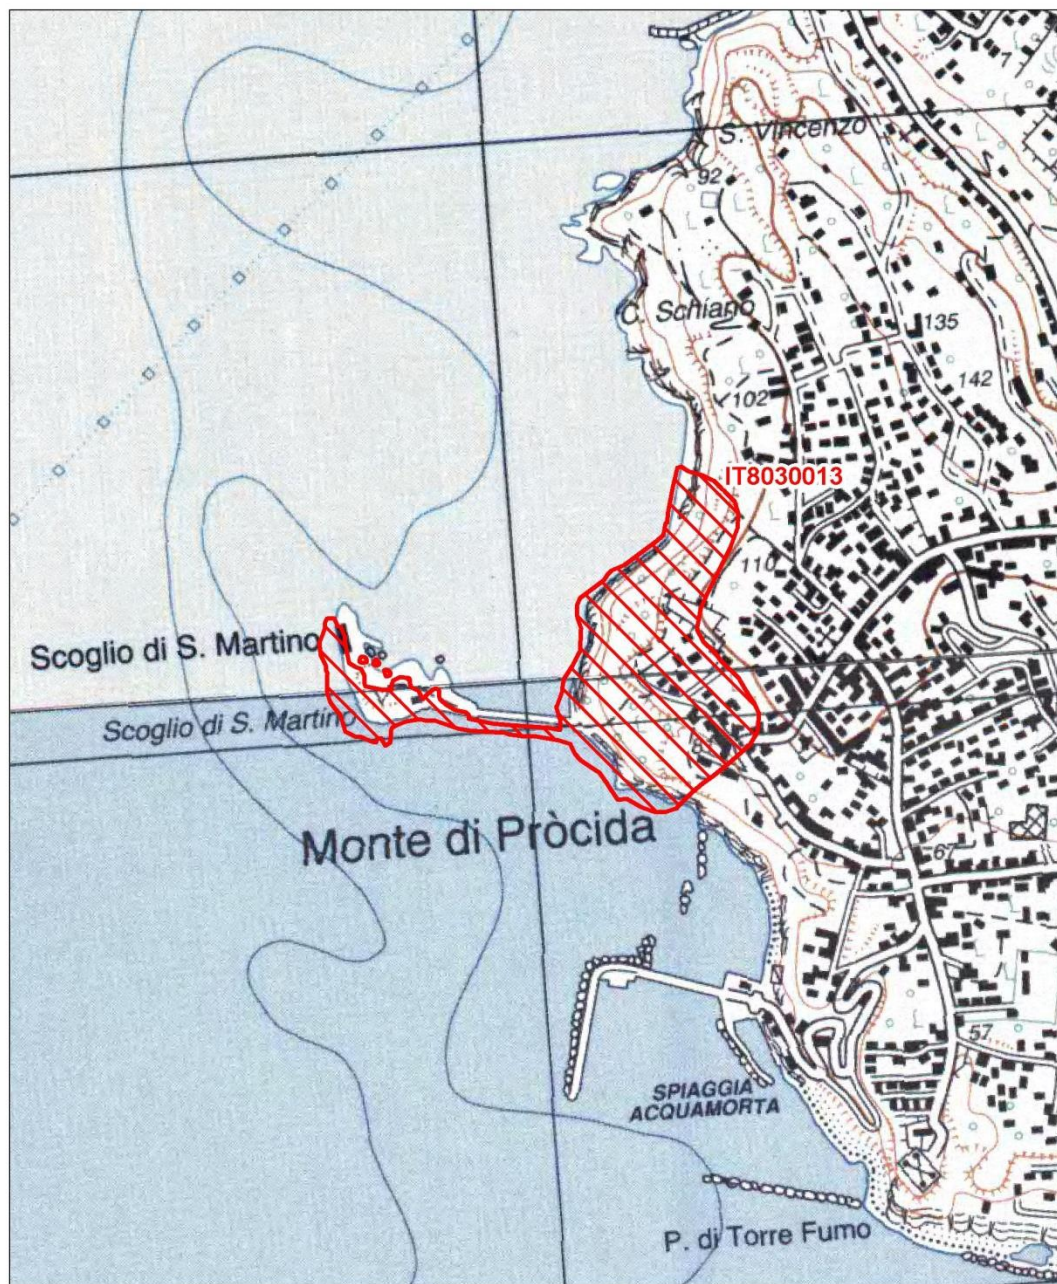 S. Vincenzo
92
C. Schiano
135
102
142
IT8030013
110
Scoglio di S. Martino
Scoglio di S. Martino
Monte di Pròcida
67
57
SPIAGGIA
ACQUAMORTA
P. di Torre Fumo